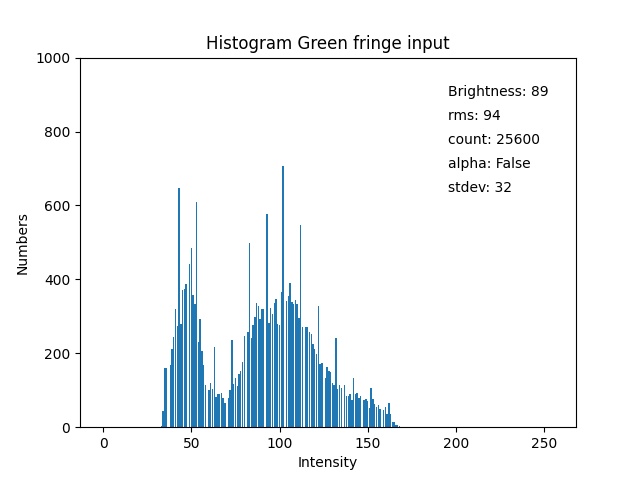 Histogram Green fringe input
1000
800
600
400
200
0
Numbers
Brightness: 89
rms: 94
count: 25600
alpha: False
stdev: 32
0 50 100 150 200 250
Intensity